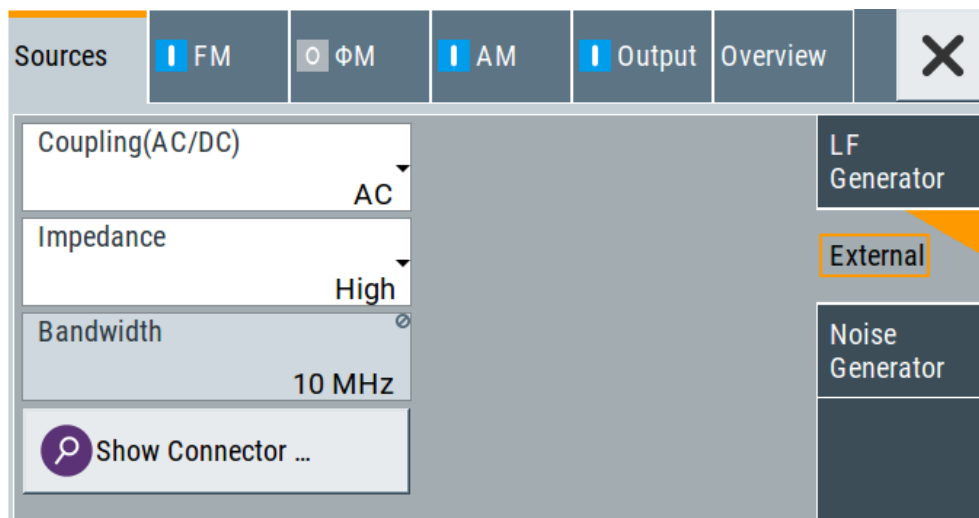 Sources
I FM
O ΦM
I AM
I Output
Overview
Coupling(AC/DC)
AC
Impedance
High
Bandwidth
10 MHz
Show Connector ...
LF
Generator
External
Noise
Generator